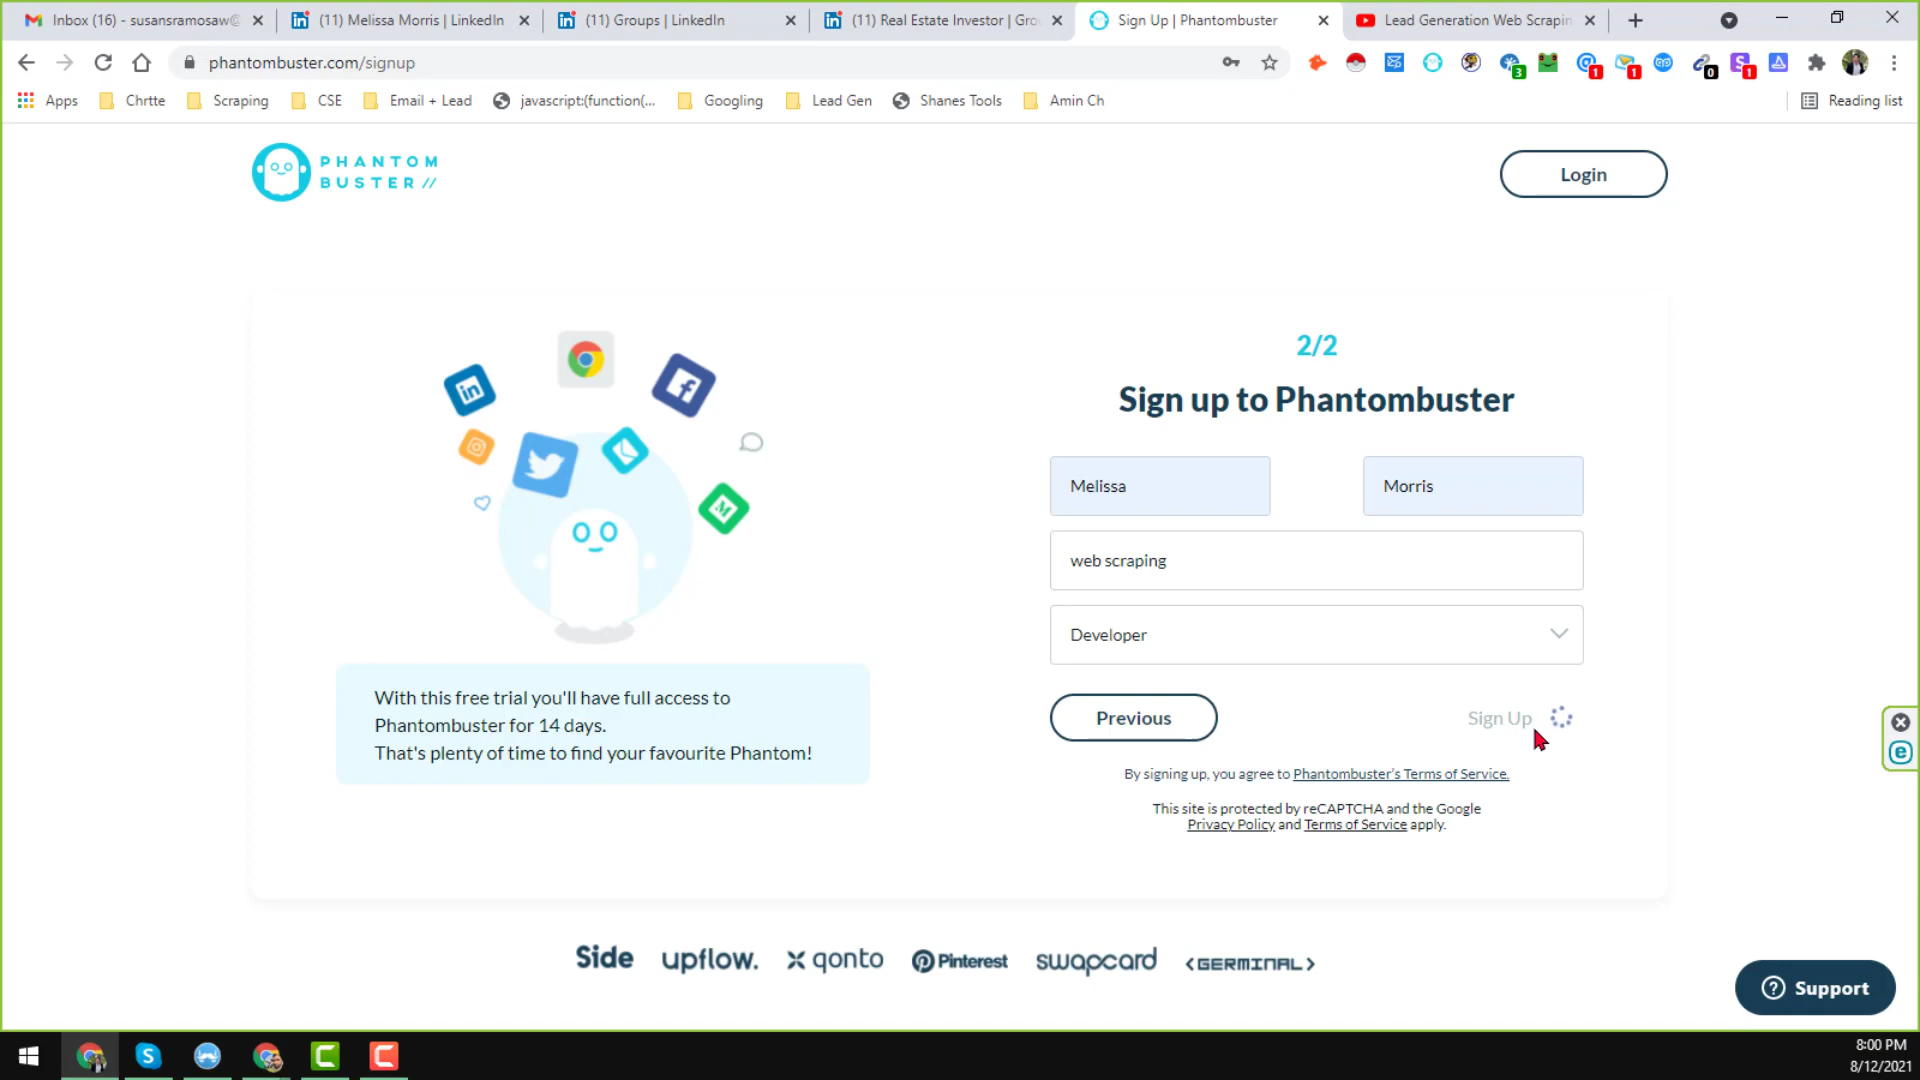 Inbox (16) - susansramosaw@
(11) Melissa Morris | LinkedIn
(11) Groups | LinkedIn
(11) Real Estate Investor | Gro
Sign Up | Phantombuster
Lead Generation Web Scrapin
phantombuster.com/signup
3
1
1
0
1
Apps
Chrtte
Scraping
CSE
Email + Lead
javascript:(function(...
Googling
Lead Gen
Shanes Tools
Amin Ch
Reading list
PHANTOM
BUSTER //
Login
2/2
Sign up to Phantombuster
Melissa
Morris
web scraping
Developer
With this free trial you'll have full access to
Phantombuster for 14 days.
That's plenty of time to find your favourite Phantom!
Previous
Sign Up
By signing up, you agree to Phantombuster's Terms of Service.
This site is protected by reCAPTCHA and the Google
Privacy Policy and Terms of Service apply.
Side
upflow.
qonto
Pinterest
swapcard
<GERMINAL>
Support
8:00 PM
8/12/2021